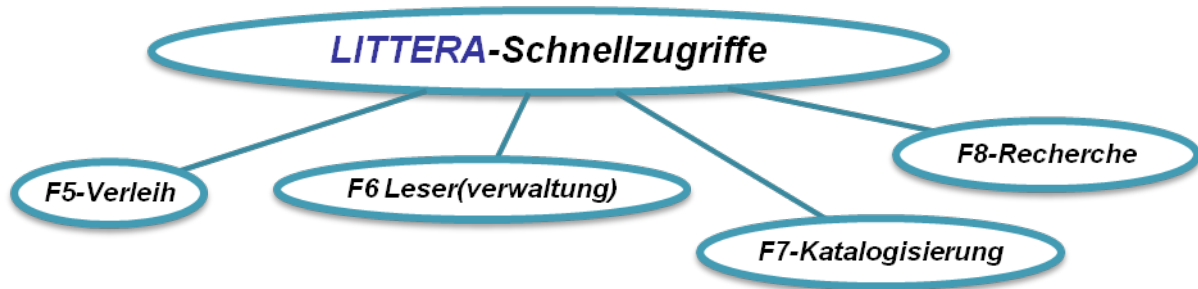 LITTERA-Schnellzugriffe
F5-Verleih
F6 Leser(verwaltung)
F7-Katalogisierung
F8-Recherche